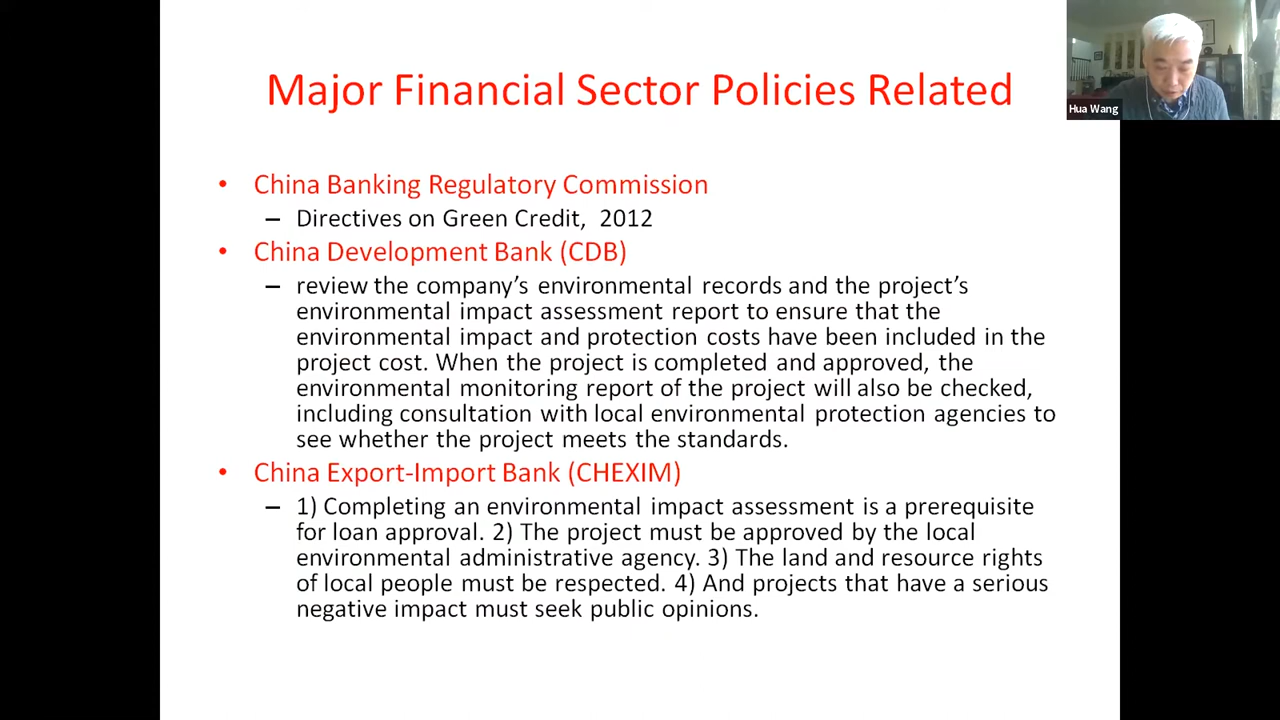 Major Financial Sector Policies Related
Hua Wang
• China Banking Regulatory Commission
– Directives on Green Credit, 2012
• China Development Bank (CDB)
– review the company’s environmental records and the project’s
environmental impact assessment report to ensure that the
environmental impact and protection costs have been included in the
project cost. When the project is completed and approved, the
environmental monitoring report of the project will also be checked,
including consultation with local environmental protection agencies to
see whether the project meets the standards.
• China Export-Import Bank (CHEXIM)
– 1) Completing an environmental impact assessment is a prerequisite
for loan approval. 2) The project must be approved by the local
environmental administrative agency. 3) The land and resource rights
of local people must be respected. 4) And projects that have a serious
negative impact must seek public opinions.